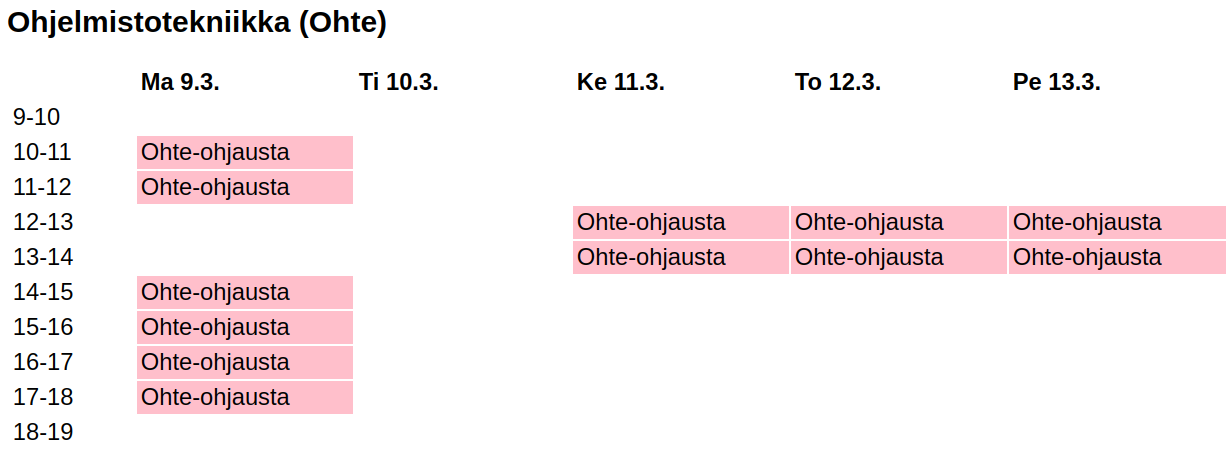 Ohjelmistotekniikka (Ohte)
Ma 9.3. Ti 10.3. Ke 11.3. To 12.3. Pe 13.3.
9-10
10-11 Ohte-ohjausta
11-12 Ohte-ohjausta
12-13 Ohte-ohjausta Ohte-ohjausta Ohte-ohjausta
13-14 Ohte-ohjausta Ohte-ohjausta Ohte-ohjausta
14-15 Ohte-ohjausta
15-16 Ohte-ohjausta
16-17 Ohte-ohjausta
17-18 Ohte-ohjausta
18-19